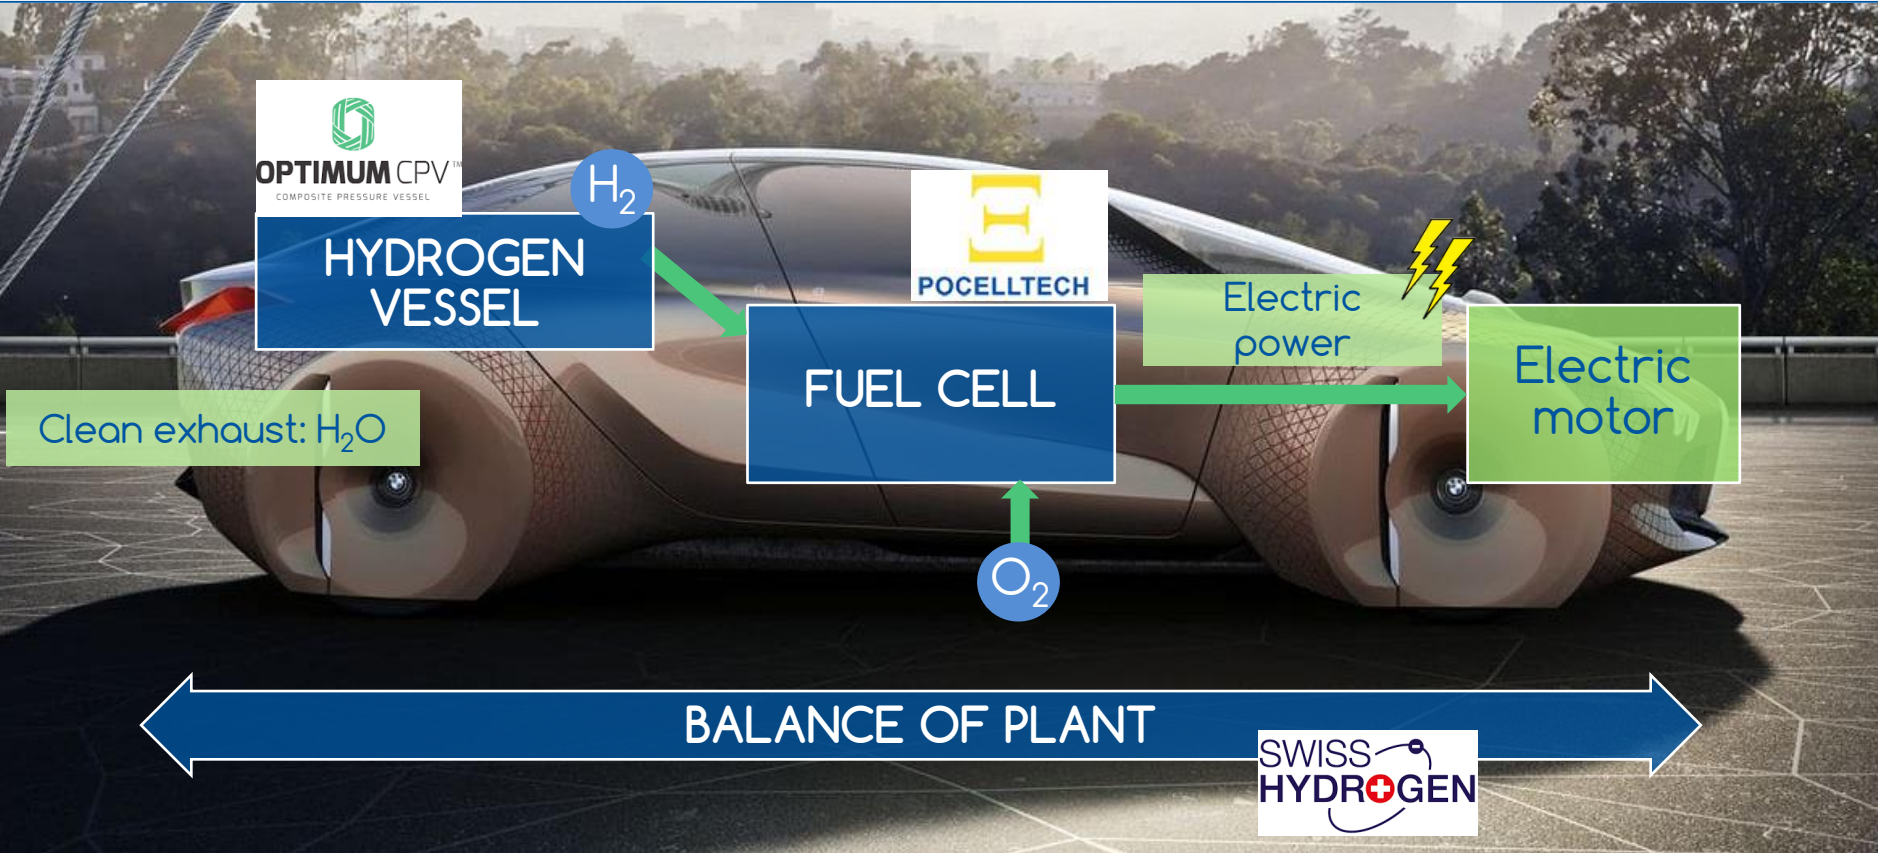 OPTIMUM CPV™
COMPOSITE PRESSURE VESSEL
H₂
HYDROGEN
VESSEL
POCELLTECH
Electric
power
FUEL CELL
Electric
motor
Clean exhaust: H₂O
O₂
BALANCE OF PLANT
SWISS
HYDROGEN